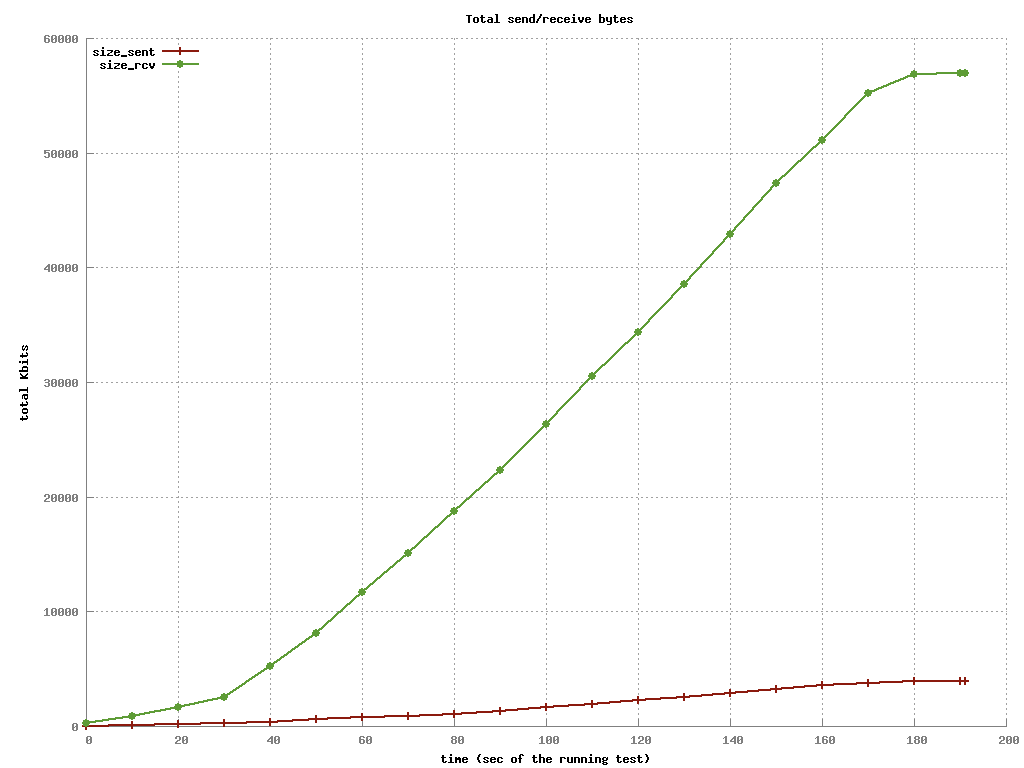 Total send/receive bytes
60000
size_sent
size_rcv
50000
40000
30000
total Kbits
20000
10000
0
0 20 40 60 80 100 120 140 160 180 200
time (sec of the running test)